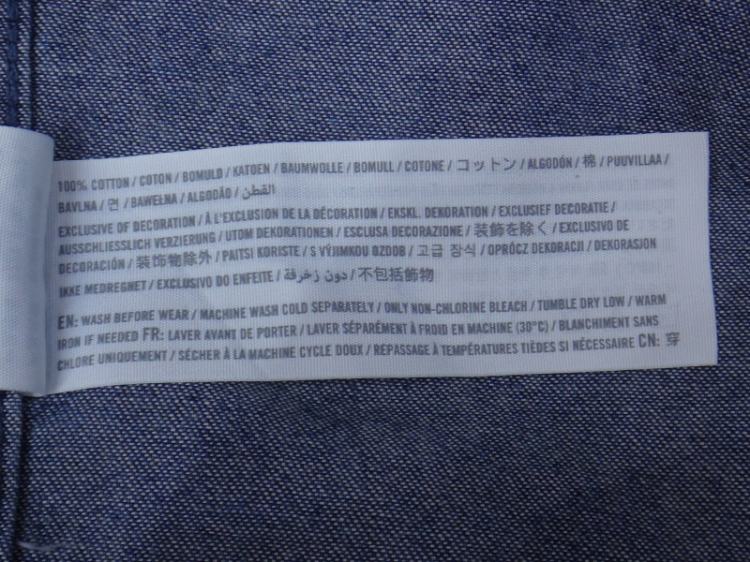 100% COTTON / COTON / BOMULD / KATOEN / BAUMWOLLE / BOMULL / COTONE / コットン / ALGODÓN / 棉 / PUUVILLAA /
BAVLNA / 면 / BAWEŁNA / ALGODÃO / القطن
EXCLUSIVE OF DECORATION / À L'EXCLUSION DE LA DÉCORATION / EKSKL. DEKORATION / EXCLUSIEF DECORATIE /
AUSSCHLIESSLICH VERZIERUNG / UTOM DEKORATIONEN / ESCLUSA DECORAZIONE / 装飾を除く / EXCLUSIVO DE
DECORACIÓN / 装饰物除外 / PAITSI KORISTE / S VÝJIMKOU OZDOB / 고급 장식 / OPRÓCZ DEKORACJI / DEKORASJON
IKKE MEDREGNET / EXCLUSIVO DO ENFEITE / دون زخرفة / 不包括飾物
EN: WASH BEFORE WEAR / MACHINE WASH COLD SEPARATELY / ONLY NON-CHLORINE BLEACH / TUMBLE DRY LOW / WARM
IRON IF NEEDED FR: LAVER AVANT DE PORTER / LAVER SÉPARÉMENT À FROID EN MACHINE (30°C) / BLANCHIMENT SANS
CHLORE UNIQUEMENT / SÉCHER À LA MACHINE CYCLE DOUX / REPASSAGE À TEMPÉRATURES TIÈDES SI NÉCESSAIRE CN: 穿